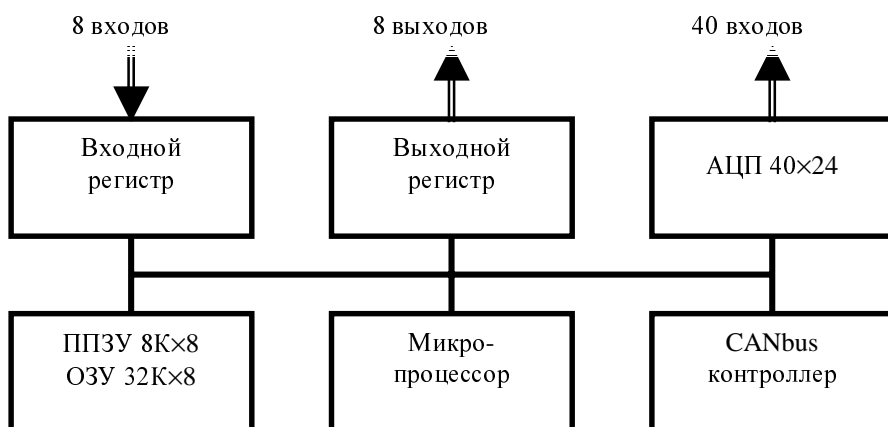 8 входов
8 выходов
40 входов
Входной
регистр
Выходной
регистр
АЦП 40×24
ППЗУ 8К×8
ОЗУ 32К×8
Микро-
процессор
CANbus
контроллер